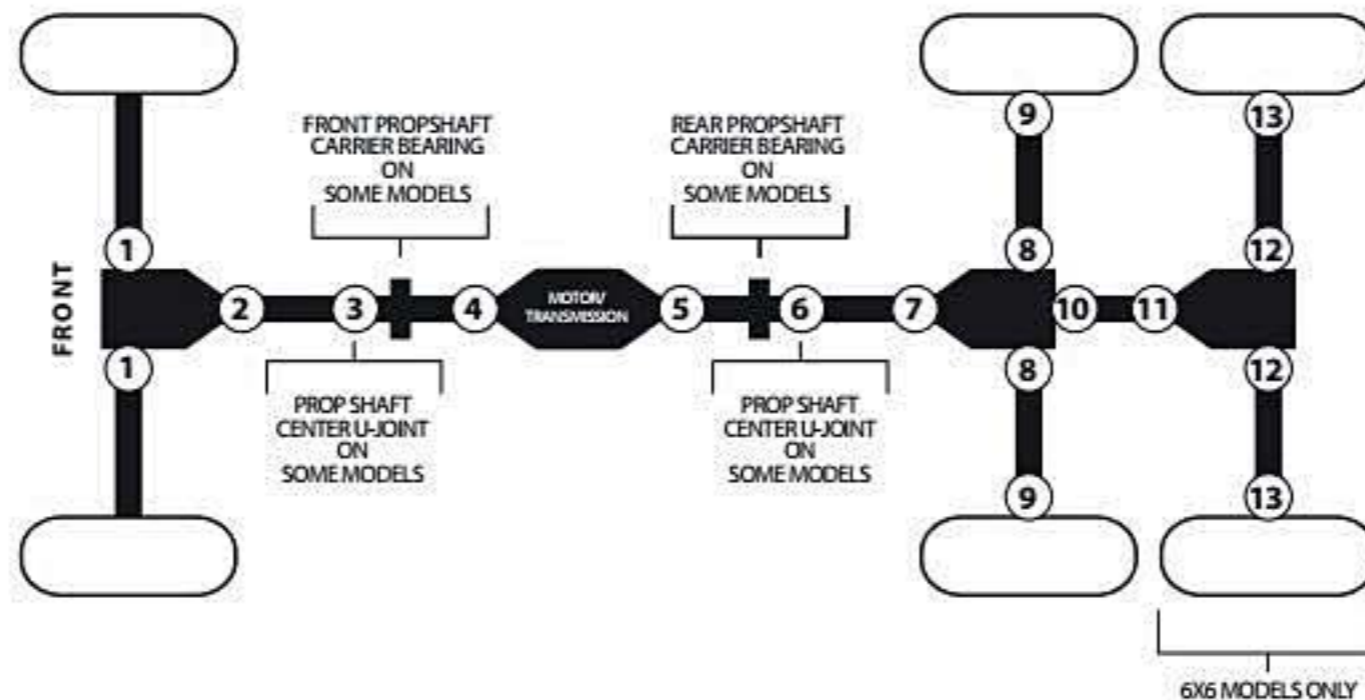 9
9
13
13
FRONT PROPSHAFT
CARRIER BEARING
ON
SOME MODELS
REAR PROPSHAFT
CARRIER BEARING
ON
SOME MODELS
1
8
8
12
12
FRONT
2
3
4
MOTOR/
TRANSMISSION
5
6
7
10
11
1
PROP SHAFT
CENTER U-JOINT
ON
SOME MODELS
PROP SHAFT
CENTER U-JOINT
ON
SOME MODELS
6X6 MODELS ONLY